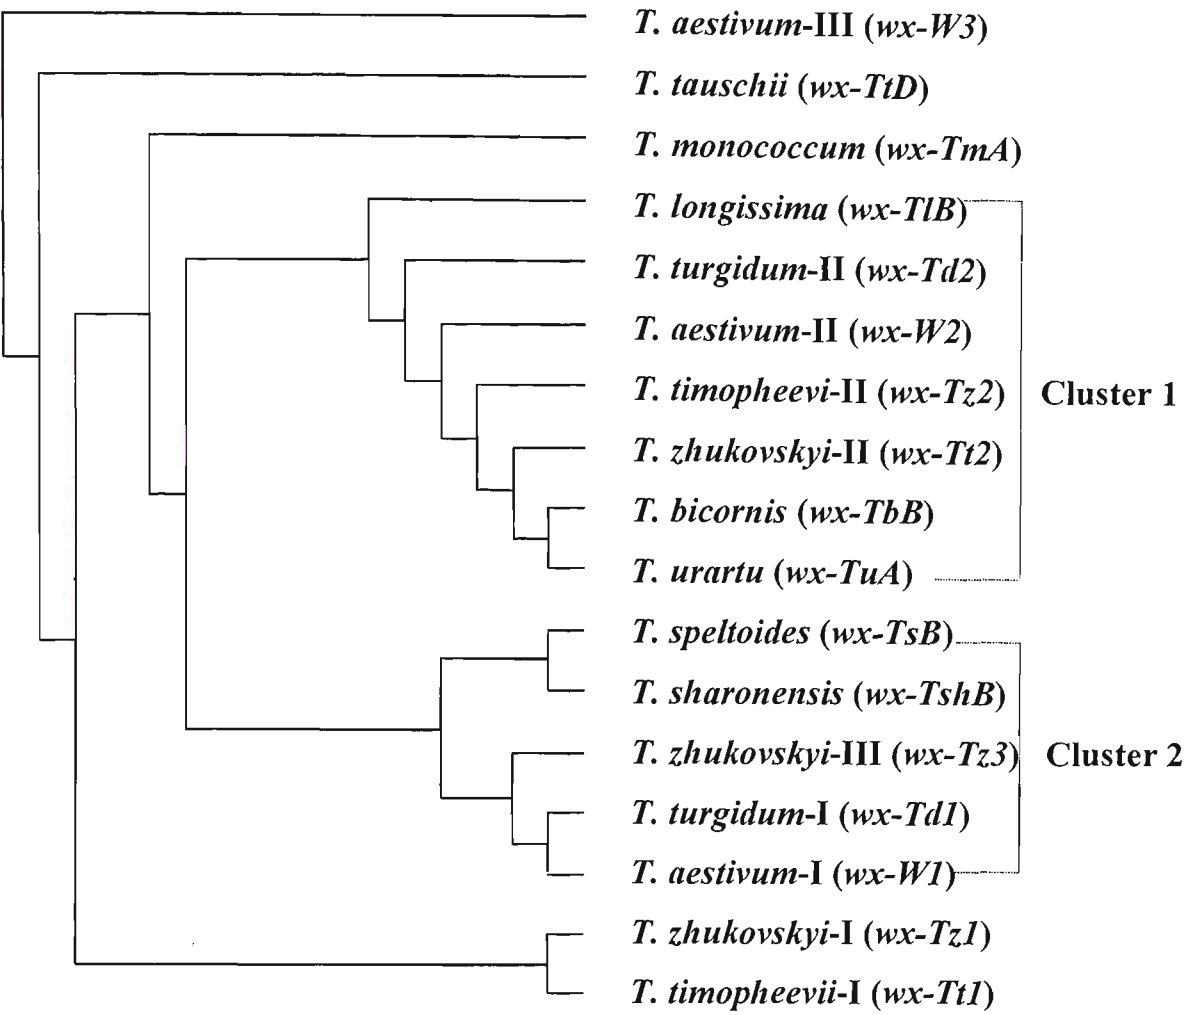 T. aestivum-III (wx-W3)
T. tauschii (wx-TtD)
T. monococcum (wx-TmA)
T. longissima (wx-TlB)
T. turgidum-II (wx-Td2)
T. aestivum-II (wx-W2)
T. timopheevi-II (wx-Tz2)
Cluster 1
T. zhukovskyi-II (wx-Tt2)
T. bicornis (wx-TbB)
T. urartu (wx-TuA)
T. speltoides (wx-TsB)
T. sharonensis (wx-TshB)
T. zhukovskyi-III (wx-Tz3)
Cluster 2
T. turgidum-I (wx-Td1)
T. aestivum-I (wx-W1)
T. zhukovskyi-I (wx-Tz1)
T. timopheevii-I (wx-Tt1)